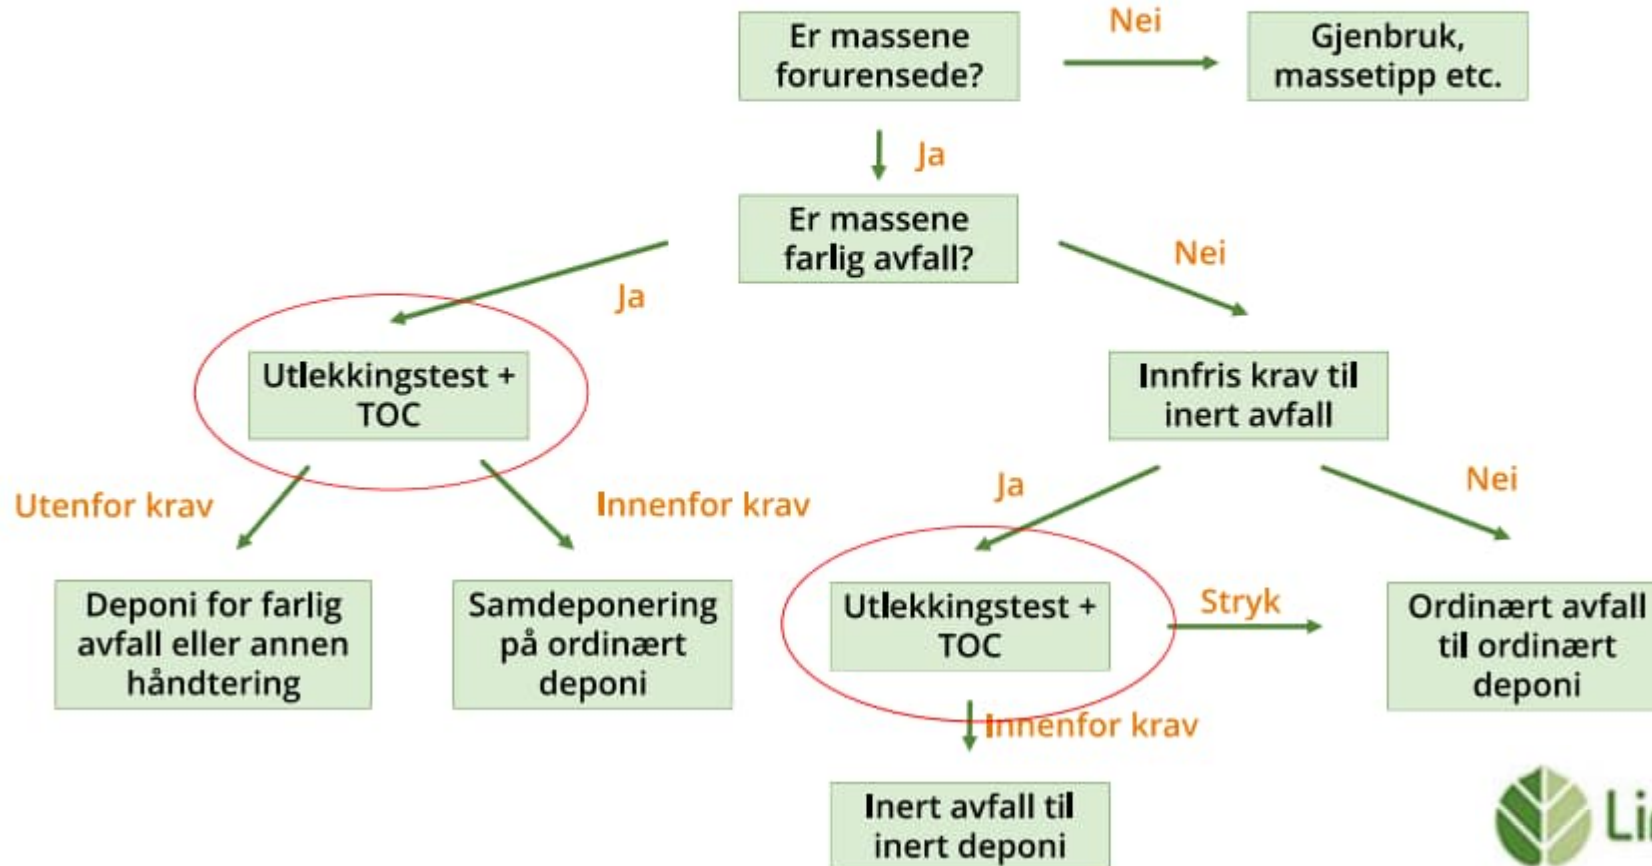 Er massene
forurensede?
Nei
Gjenbruk,
massetipp etc.
Ja
Er massene
farlig avfall?
Ja
Nei
Utlekkingstest +
TOC
Innfris krav til
inert avfall
Utenfor krav
Innenfor krav
Ja
Nei
Deponi for farlig
avfall eller annen
håndtering
Samdeponering
på ordinært
deponi
Utlekkingstest +
TOC
Stryk
Ordinært avfall
til ordinært
deponi
Innenfor krav
Inert avfall til
inert deponi